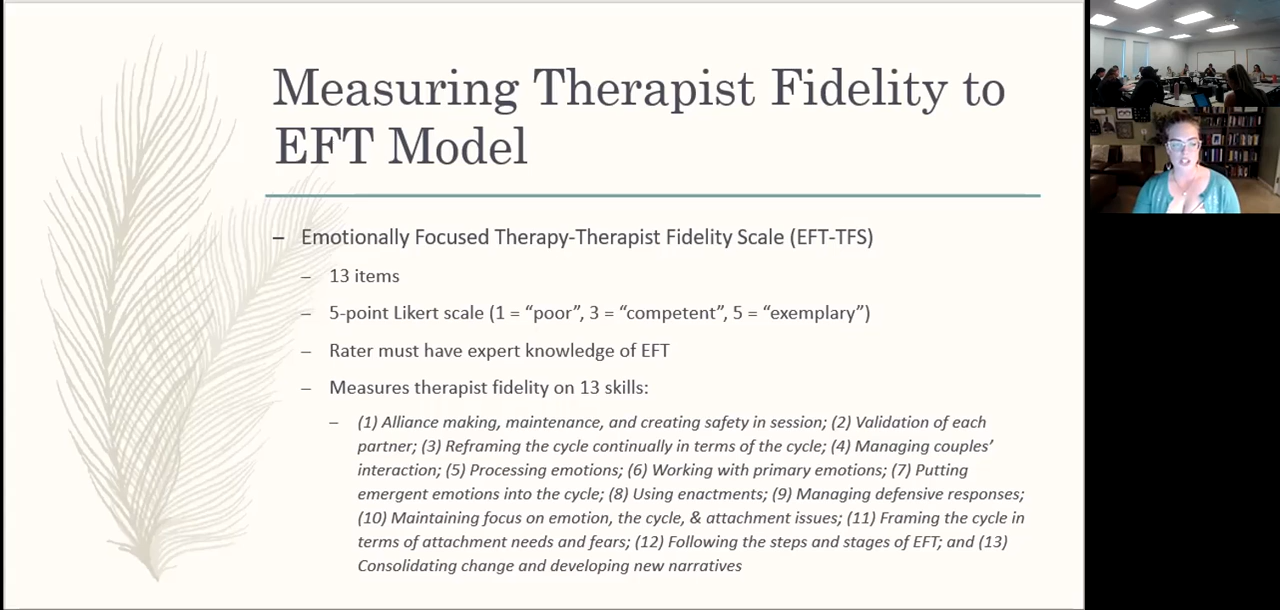 Measuring Therapist Fidelity to
EFT Model
– Emotionally Focused Therapy-Therapist Fidelity Scale (EFT-TFS)
– 13 items
– 5-point Likert scale (1 = “poor”, 3 = “competent”, 5 = “exemplary”)
– Rater must have expert knowledge of EFT
– Measures therapist fidelity on 13 skills:
– (1) Alliance making, maintenance, and creating safety in session; (2) Validation of each
partner; (3) Reframing the cycle continually in terms of the cycle; (4) Managing couples’
interaction; (5) Processing emotions; (6) Working with primary emotions; (7) Putting
emergent emotions into the cycle; (8) Using enactments; (9) Managing defensive responses;
(10) Maintaining focus on emotion, the cycle, & attachment issues; (11) Framing the cycle in
terms of attachment needs and fears; (12) Following the steps and stages of EFT; and (13)
Consolidating change and developing new narratives